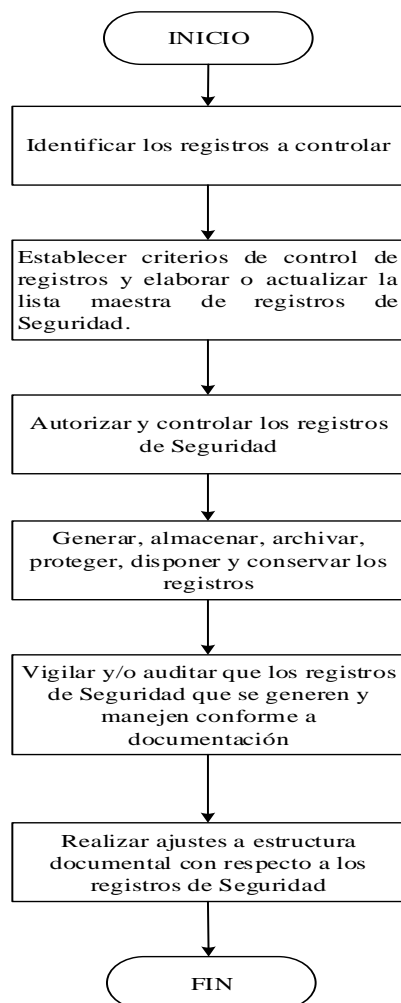 INICIO
Identificar los registros a controlar
Establecer criterios de control de
registros y elaborar o actualizar la
lista maestra de registros de
Seguridad.
Autorizar y controlar los registros
de Seguridad
Generar, almacenar, archivar,
proteger, disponer y conservar los
registros
Vigilar y/o auditar que los registros
de Seguridad que se generen y
manejen conforme a
documentación
Realizar ajustes a estructura
documental con respecto a los
registros de Seguridad
FIN